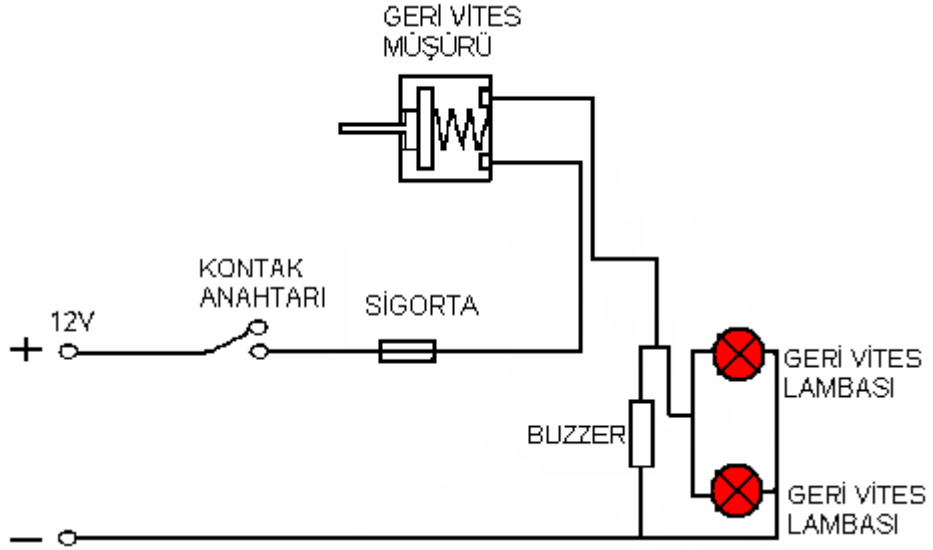 GERİ VİTES
MÜŞÜRÜ
KONTAK
ANAHTARI
SİGORTA
12V
+
GERİ VİTES
LAMBASI
BUZZER
GERİ VİTES
LAMBASI
–